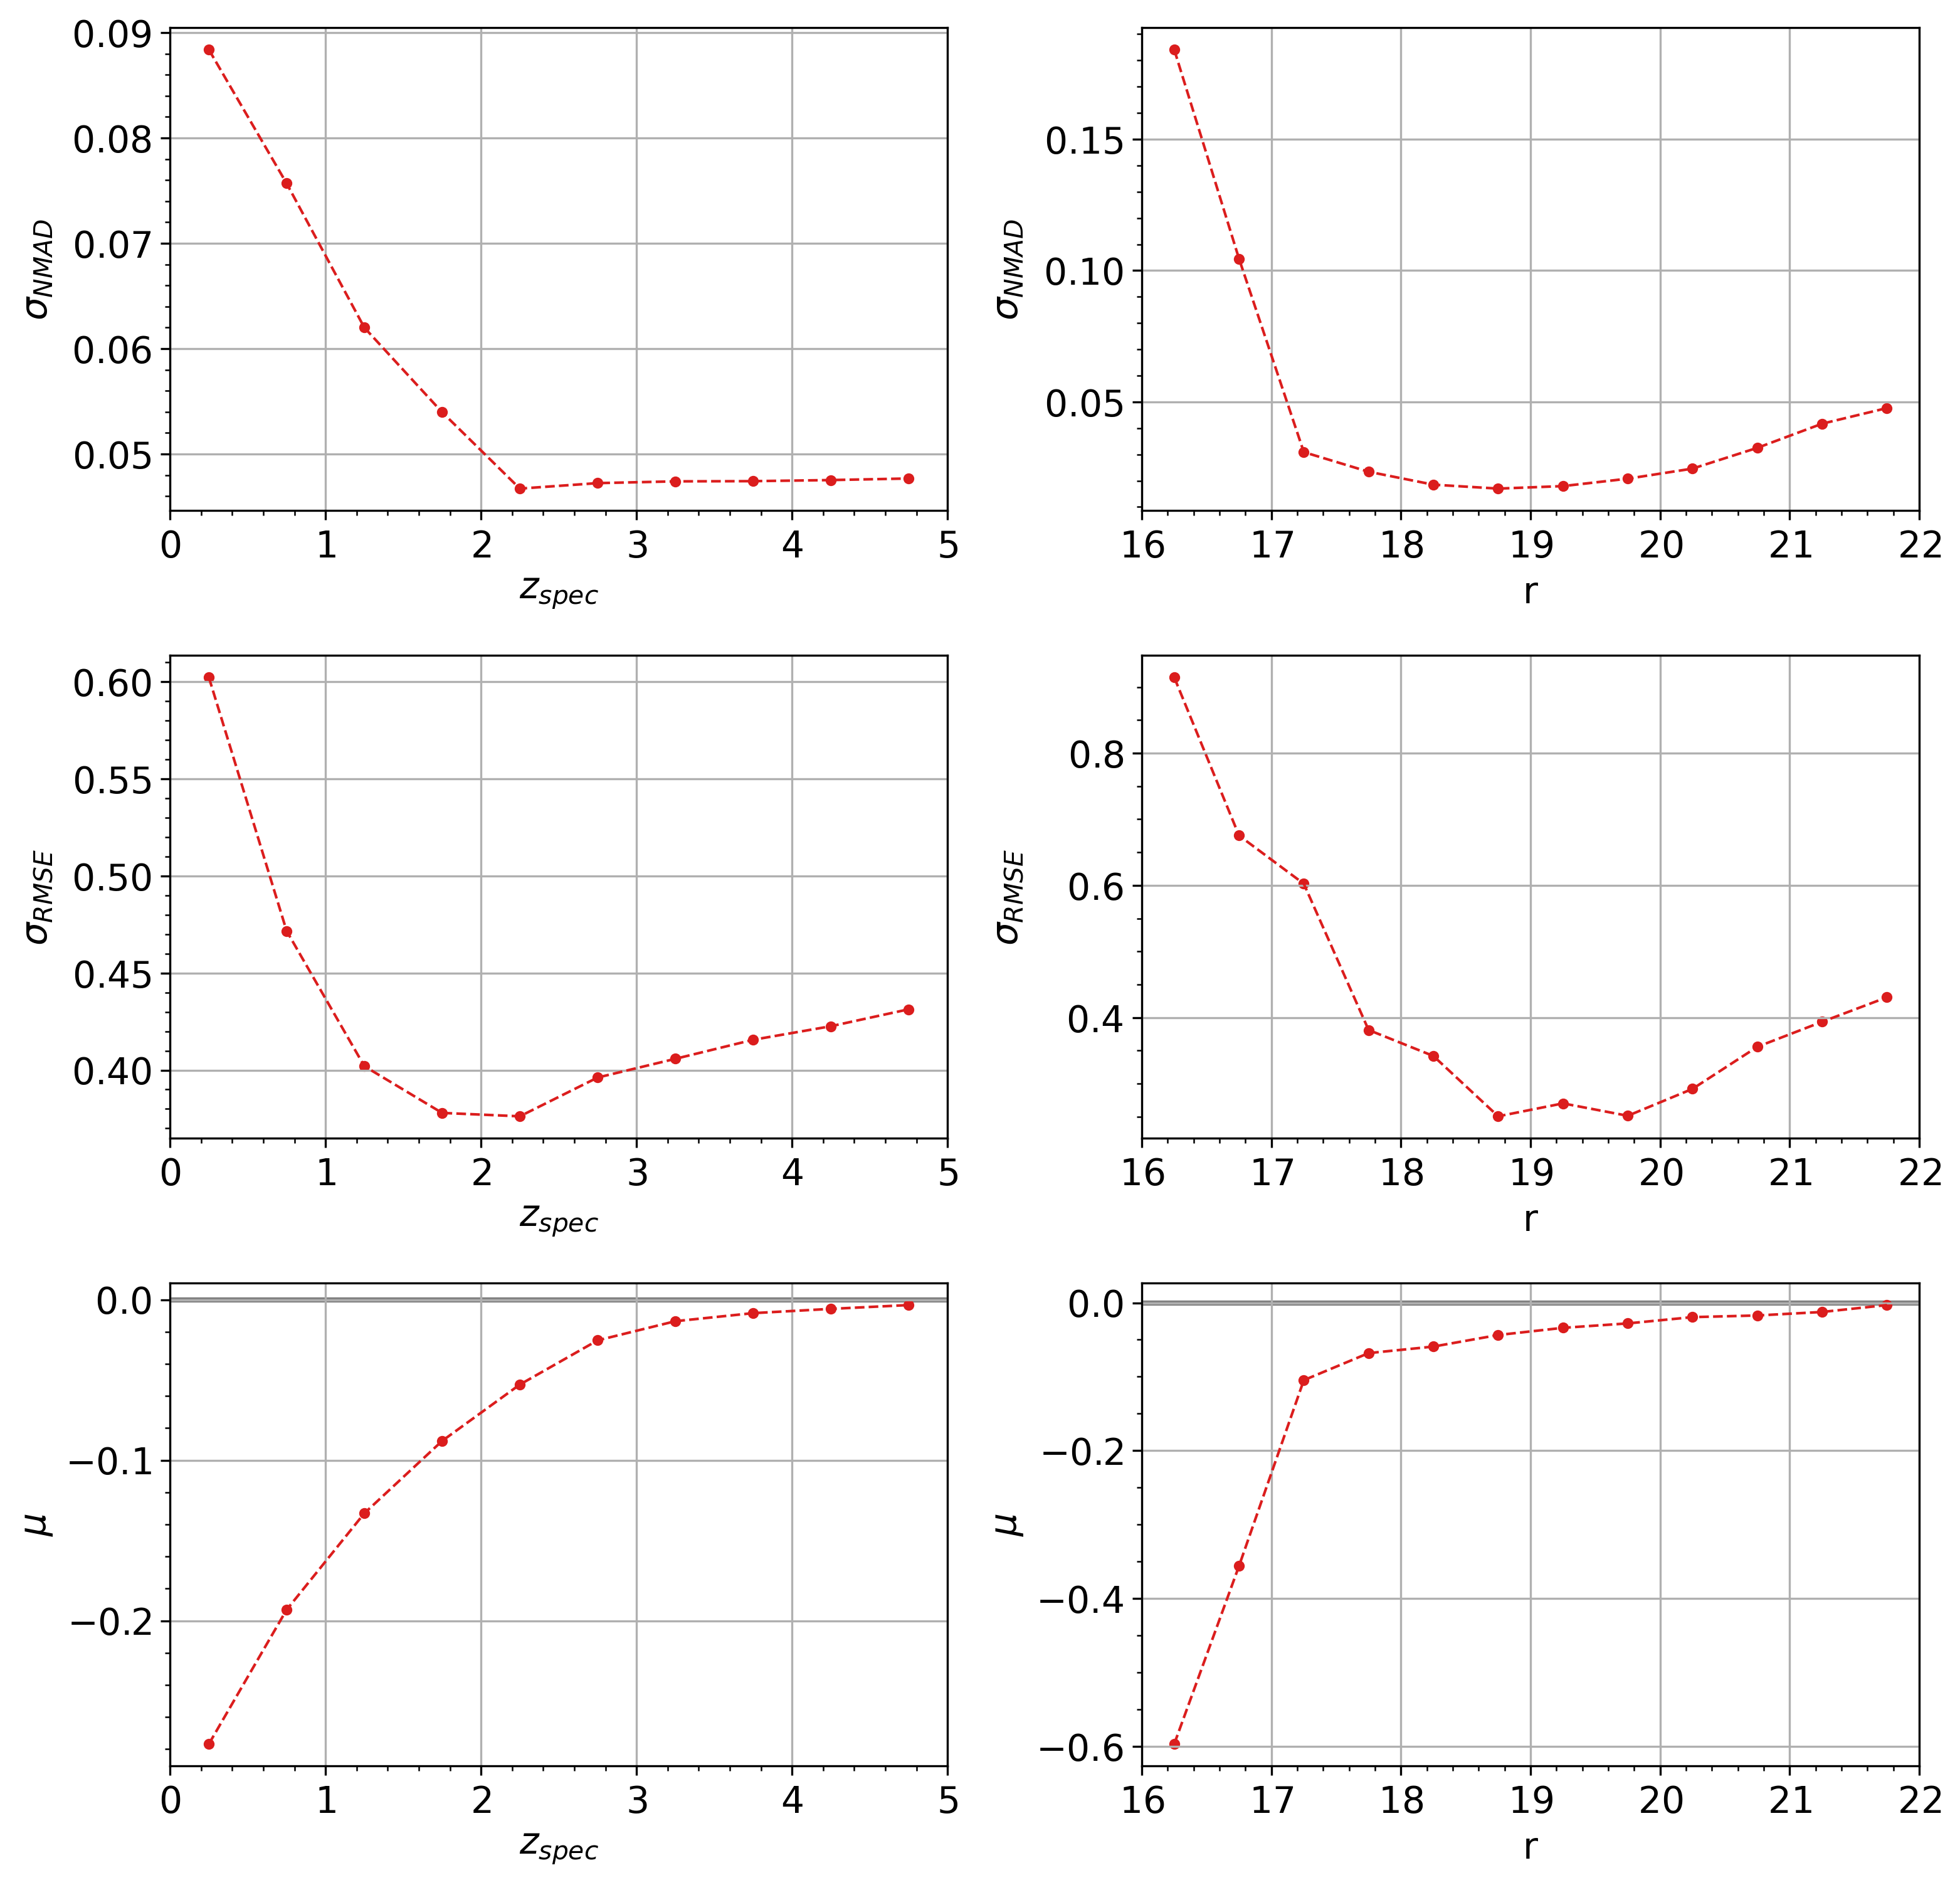 0.09
0.08
0.07
0.06
0.05
σNMAD
0 1 2 3 4 5
zspec
0.15
0.10
0.05
σNMAD
16 17 18 19 20 21 22
r
0.60
0.55
0.50
0.45
0.40
σRMSE
0 1 2 3 4 5
zspec
0.8
0.6
0.4
σRMSE
16 17 18 19 20 21 22
r
0.0
−0.1
−0.2
μ
0 1 2 3 4 5
zspec
0.0
−0.2
−0.4
−0.6
μ
16 17 18 19 20 21 22
r